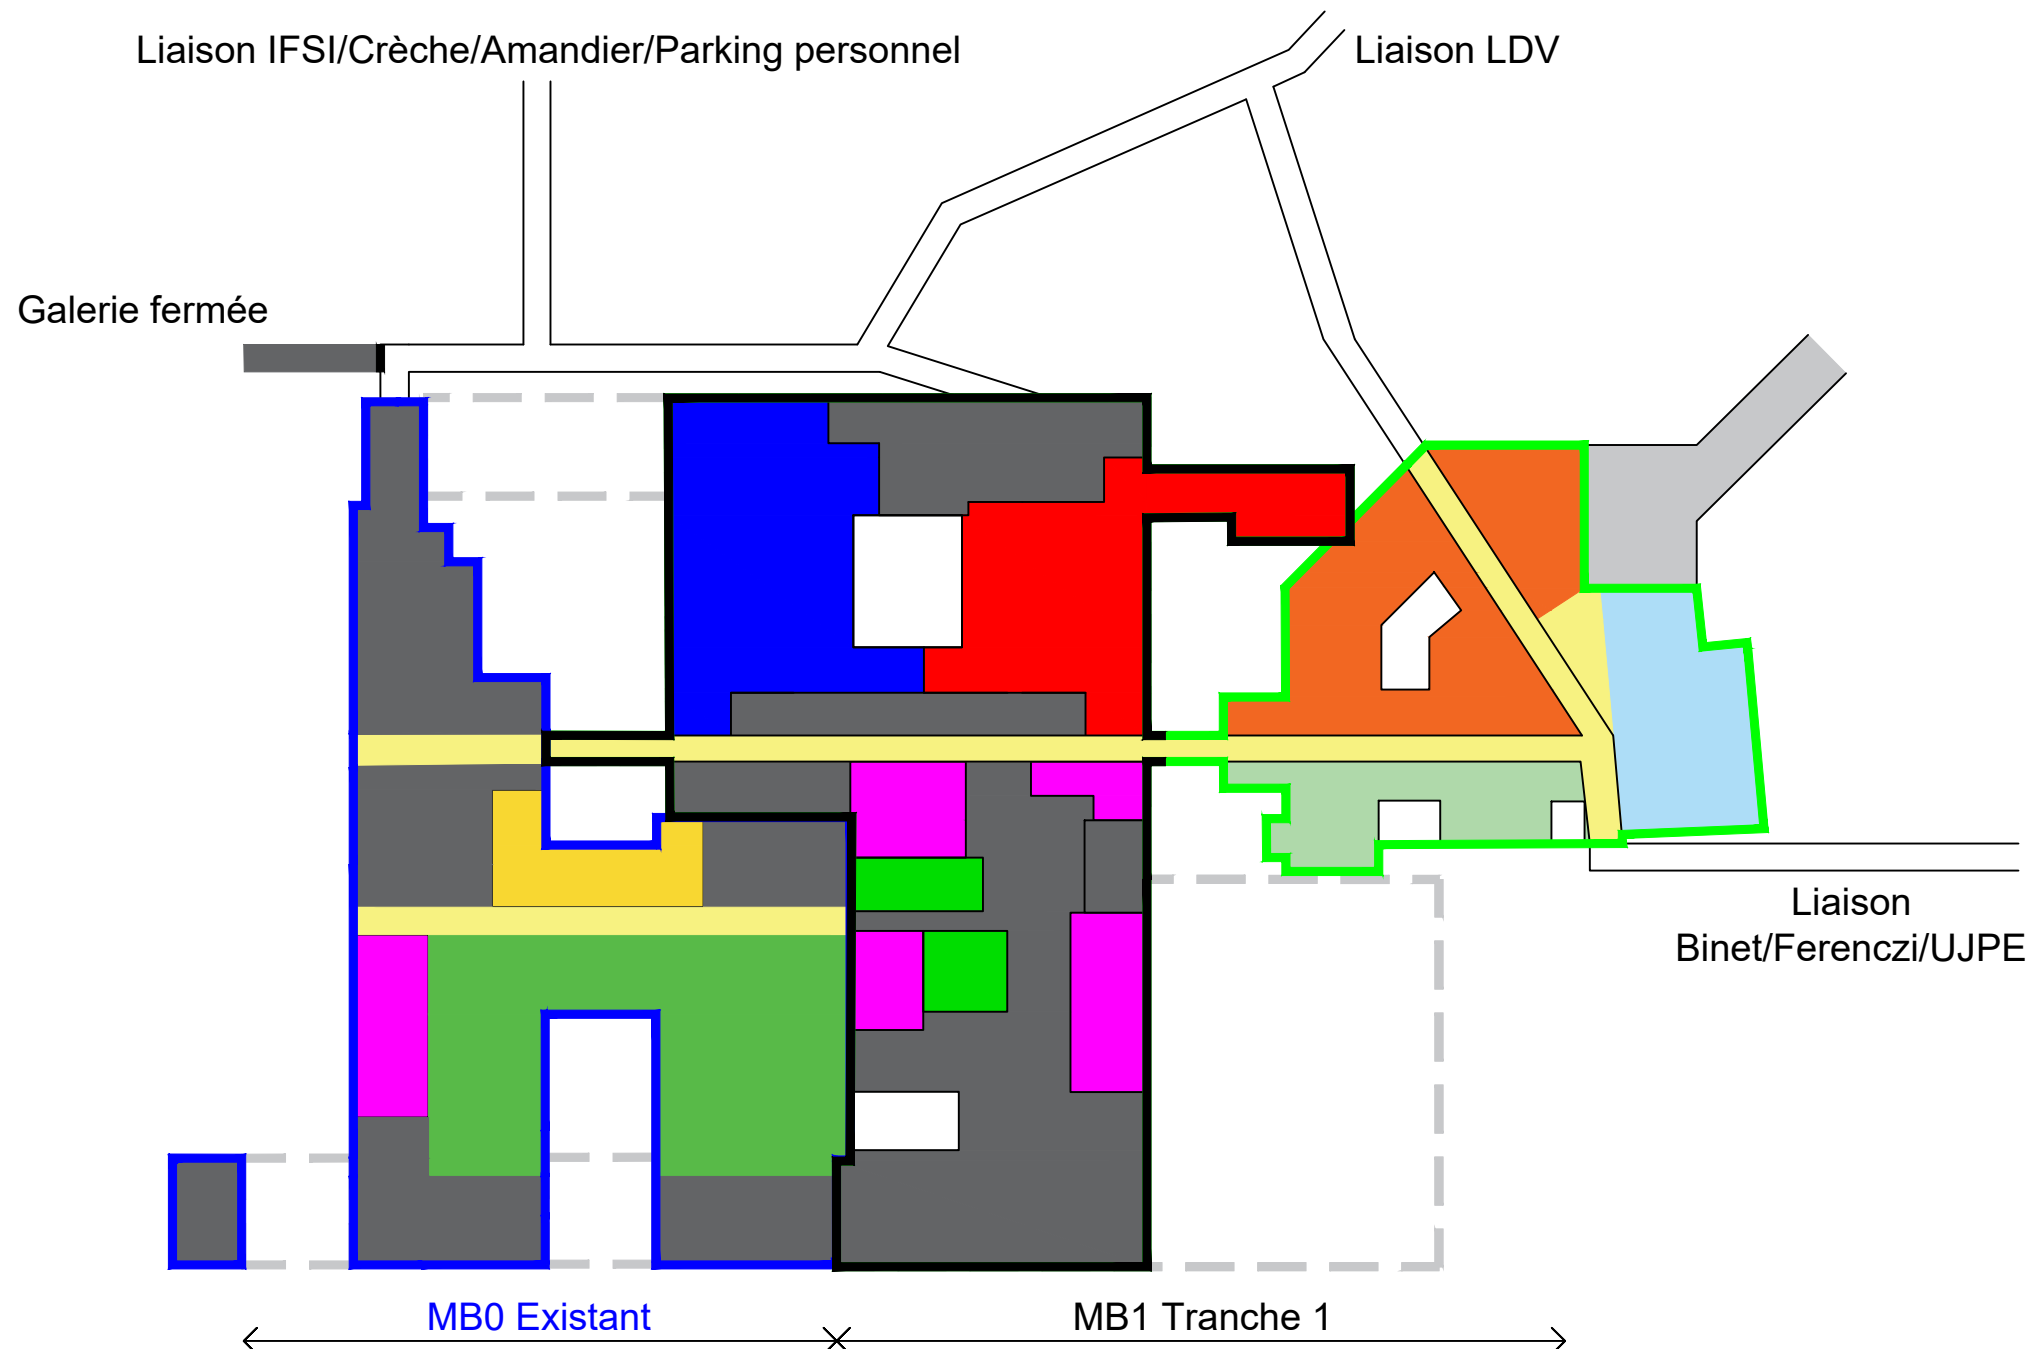 Liaison IFSI/Crèche/Amandier/Parking personnel
Liaison LDV
Galerie fermée
Liaison
Binet/Ferenczi/UJPE
MB0 Existant
MB1 Tranche 1